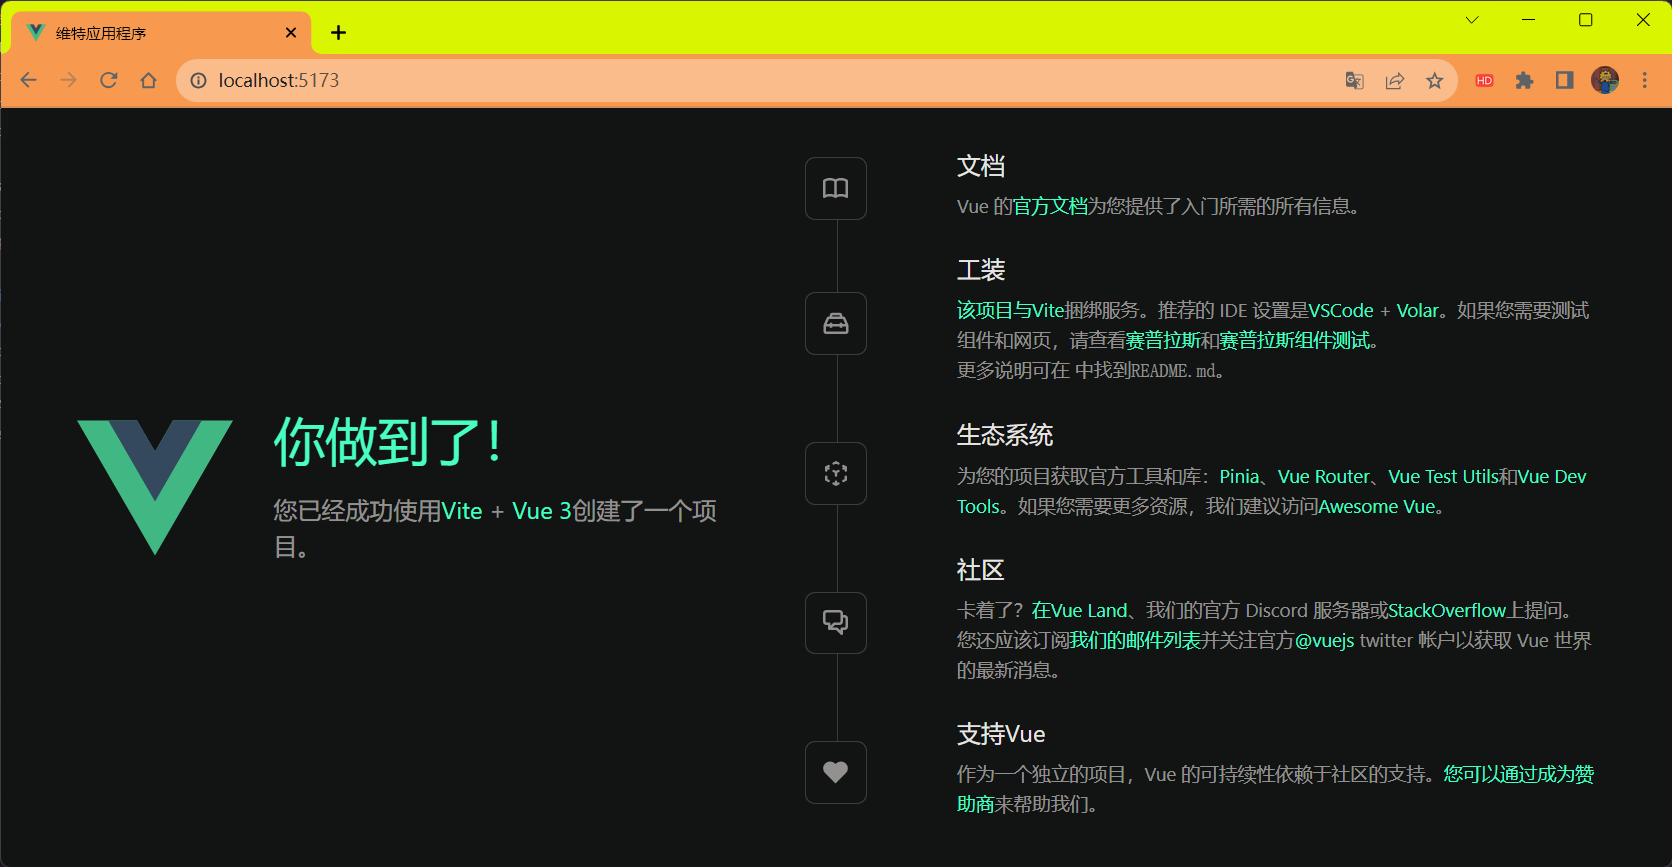 维特应用程序
localhost:5173
HD
文档
Vue 的官方文档为您提供了入门所需的所有信息。
工装
该项目与Vite捆绑服务。推荐的 IDE 设置是VSCode + Volar。如果您需要测试
组件和网页，请查看赛普拉斯和赛普拉斯组件测试。
更多说明可在 中找到README.md。
你做到了！
您已经成功使用Vite + Vue 3创建了一个项
目。
生态系统
为您的项目获取官方工具和库：Pinia、Vue Router、Vue Test Utils和Vue Dev
Tools。如果您需要更多资源，我们建议访问Awesome Vue。
社区
卡着了？在Vue Land、我们的官方 Discord 服务器或StackOverflow上提问。
您还应该订阅我们的邮件列表并关注官方@vuejs twitter 帐户以获取 Vue 世界
的最新消息。
支持Vue
作为一个独立的项目，Vue 的可持续性依赖于社区的支持。您可以通过成为赞
助商来帮助我们。